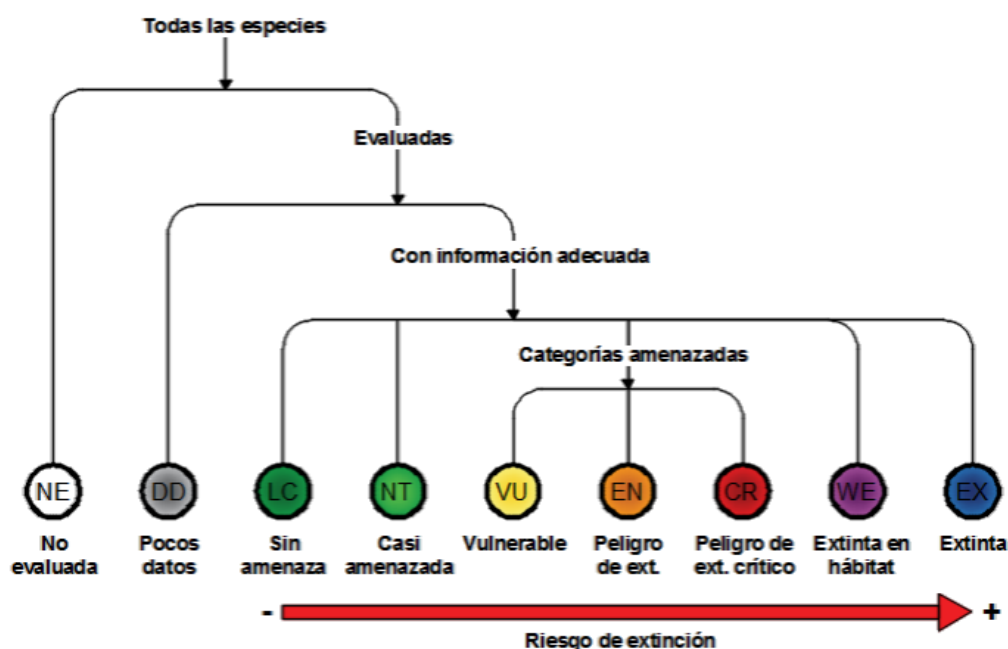 Todas las especies
Evaluadas
Con información adecuada
Categorías amenazadas
NE
DD
LC
NT
VU
EN
CR
WE
EX
No
evaluada
Pocos
datos
Sin
amenaza
Casi
amenazada
Vulnerable
Peligro
de ext.
Peligro de
ext. crítico
Extinta en
hábitat
Extinta
- +
Riesgo de extinción